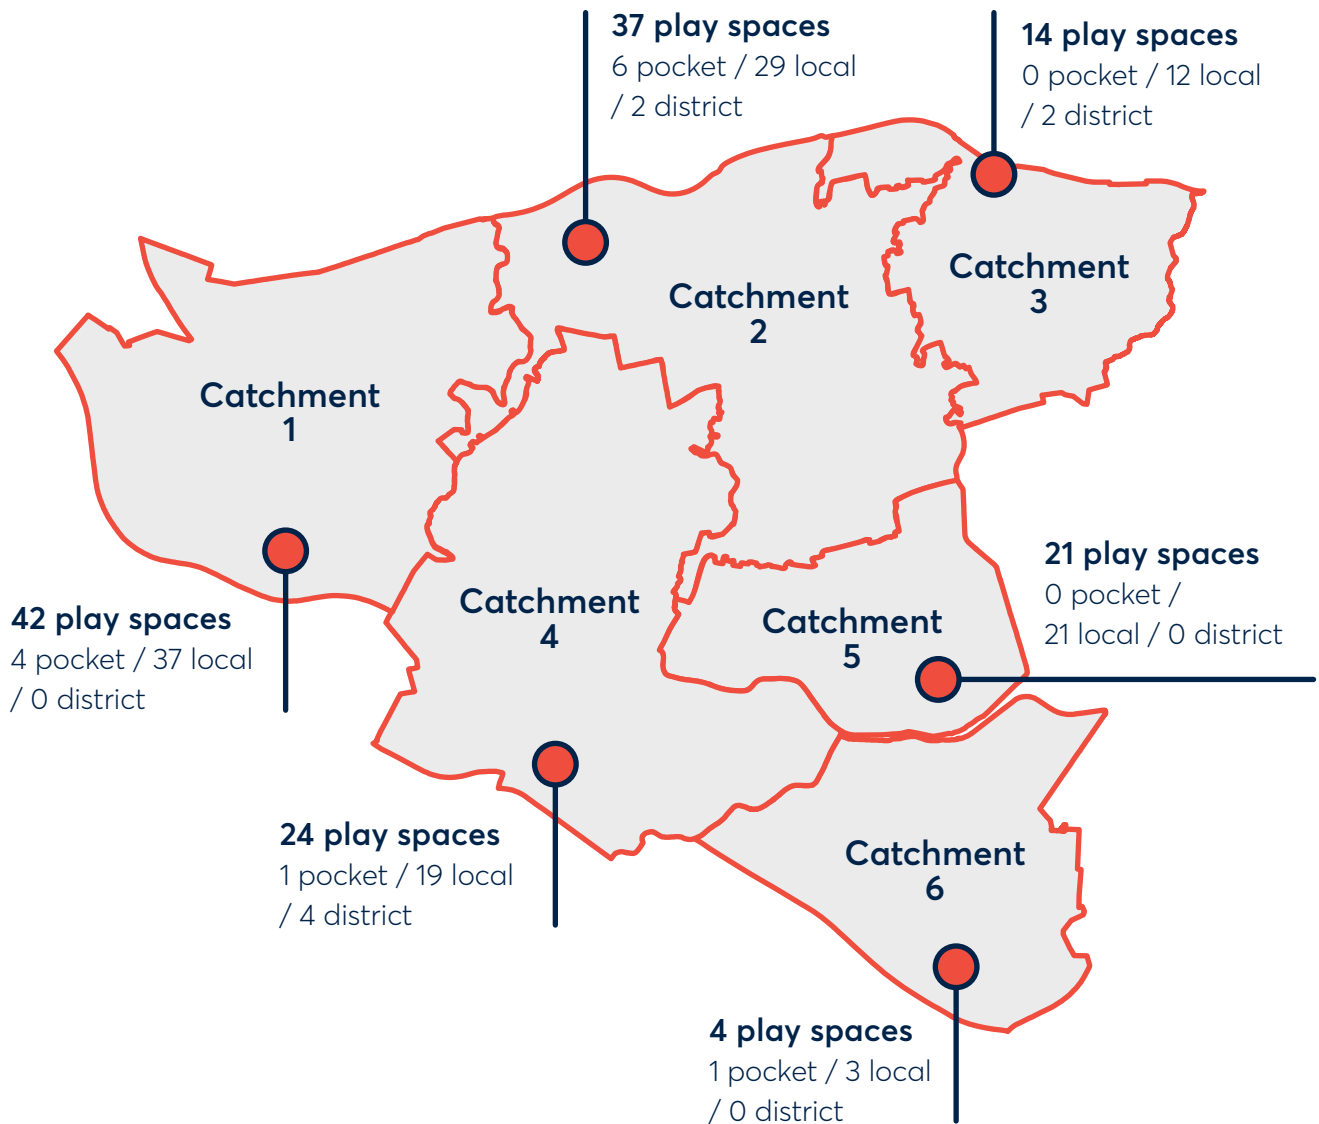 37 play spaces
6 pocket / 29 local
/ 2 district
14 play spaces
0 pocket / 12 local
/ 2 district
Catchment
3
Catchment
2
Catchment
1
21 play spaces
0 pocket /
21 local / 0 district
Catchment
4
Catchment
5
42 play spaces
4 pocket / 37 local
/ 0 district
24 play spaces
1 pocket / 19 local
/ 4 district
Catchment
6
4 play spaces
1 pocket / 3 local
/ 0 district